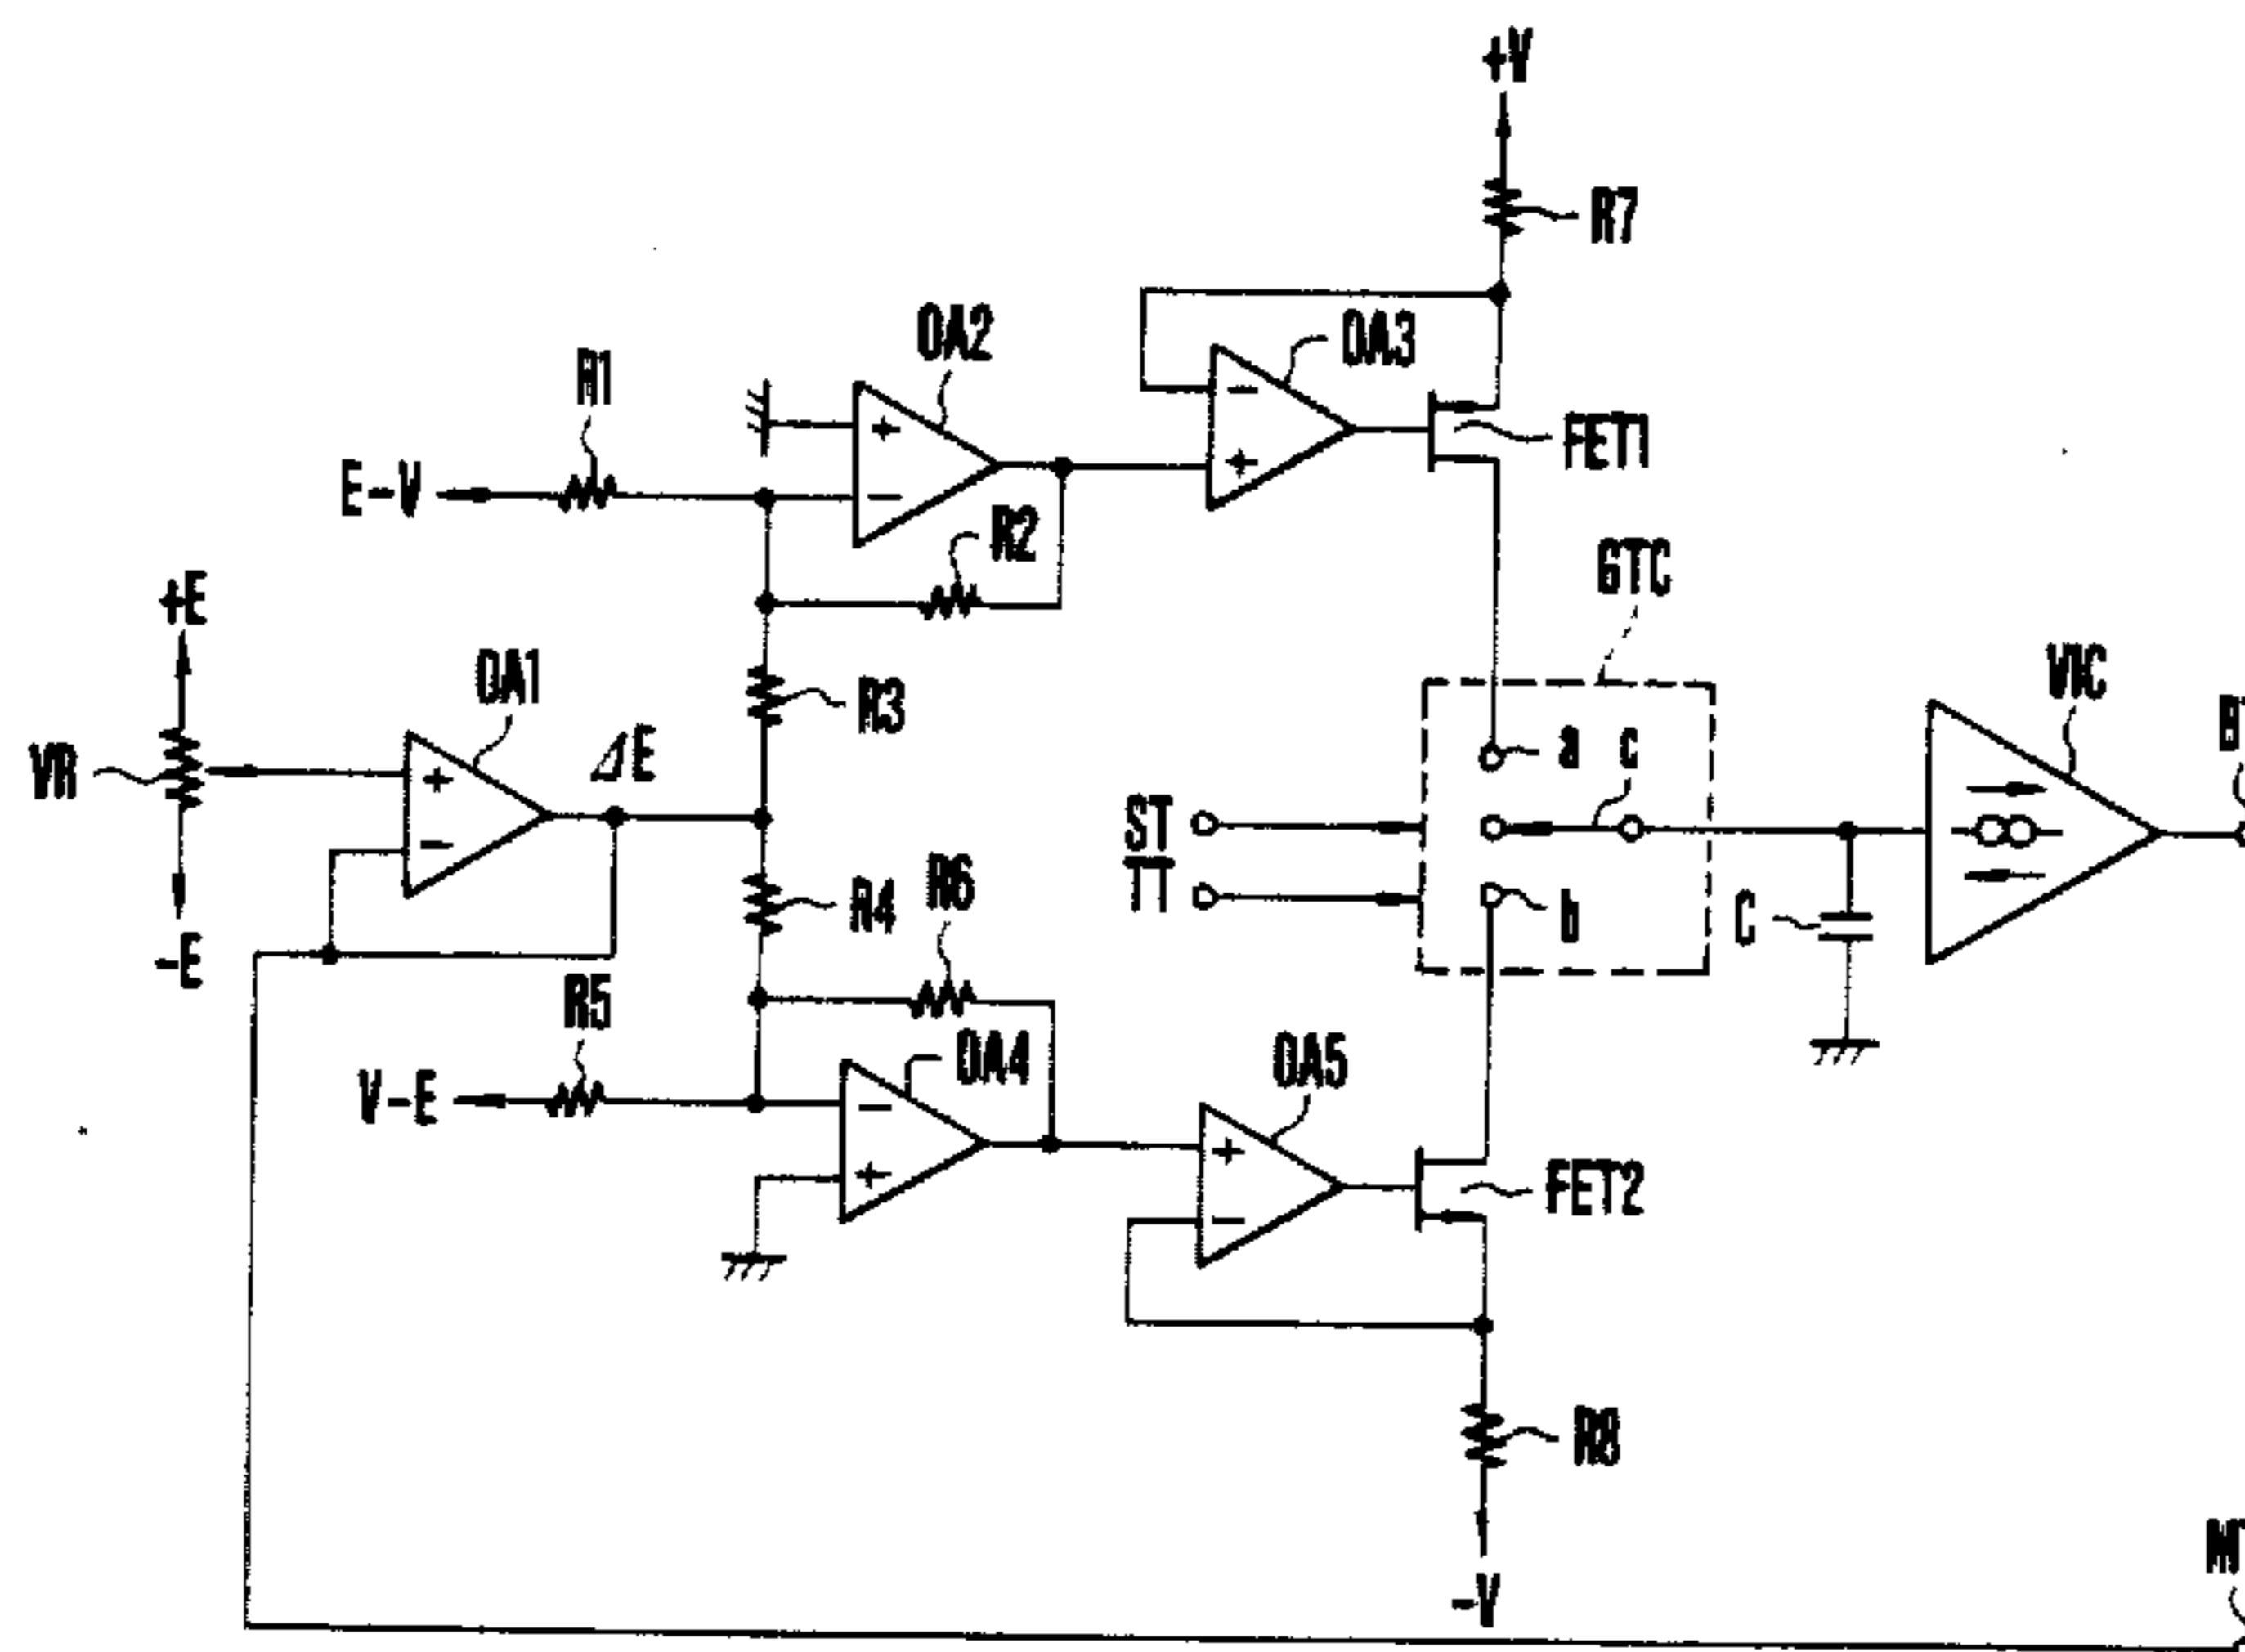 +V
R7
OA2
OA3
R1
FET1
E-V
R2
GTC
+E
OA1
R3
VIC
ΔE
VR
a
c
ST
+
-
TT
R6
R4
b
C
-E
R5
OA4
OA5
V-E
FET2
R8
-V